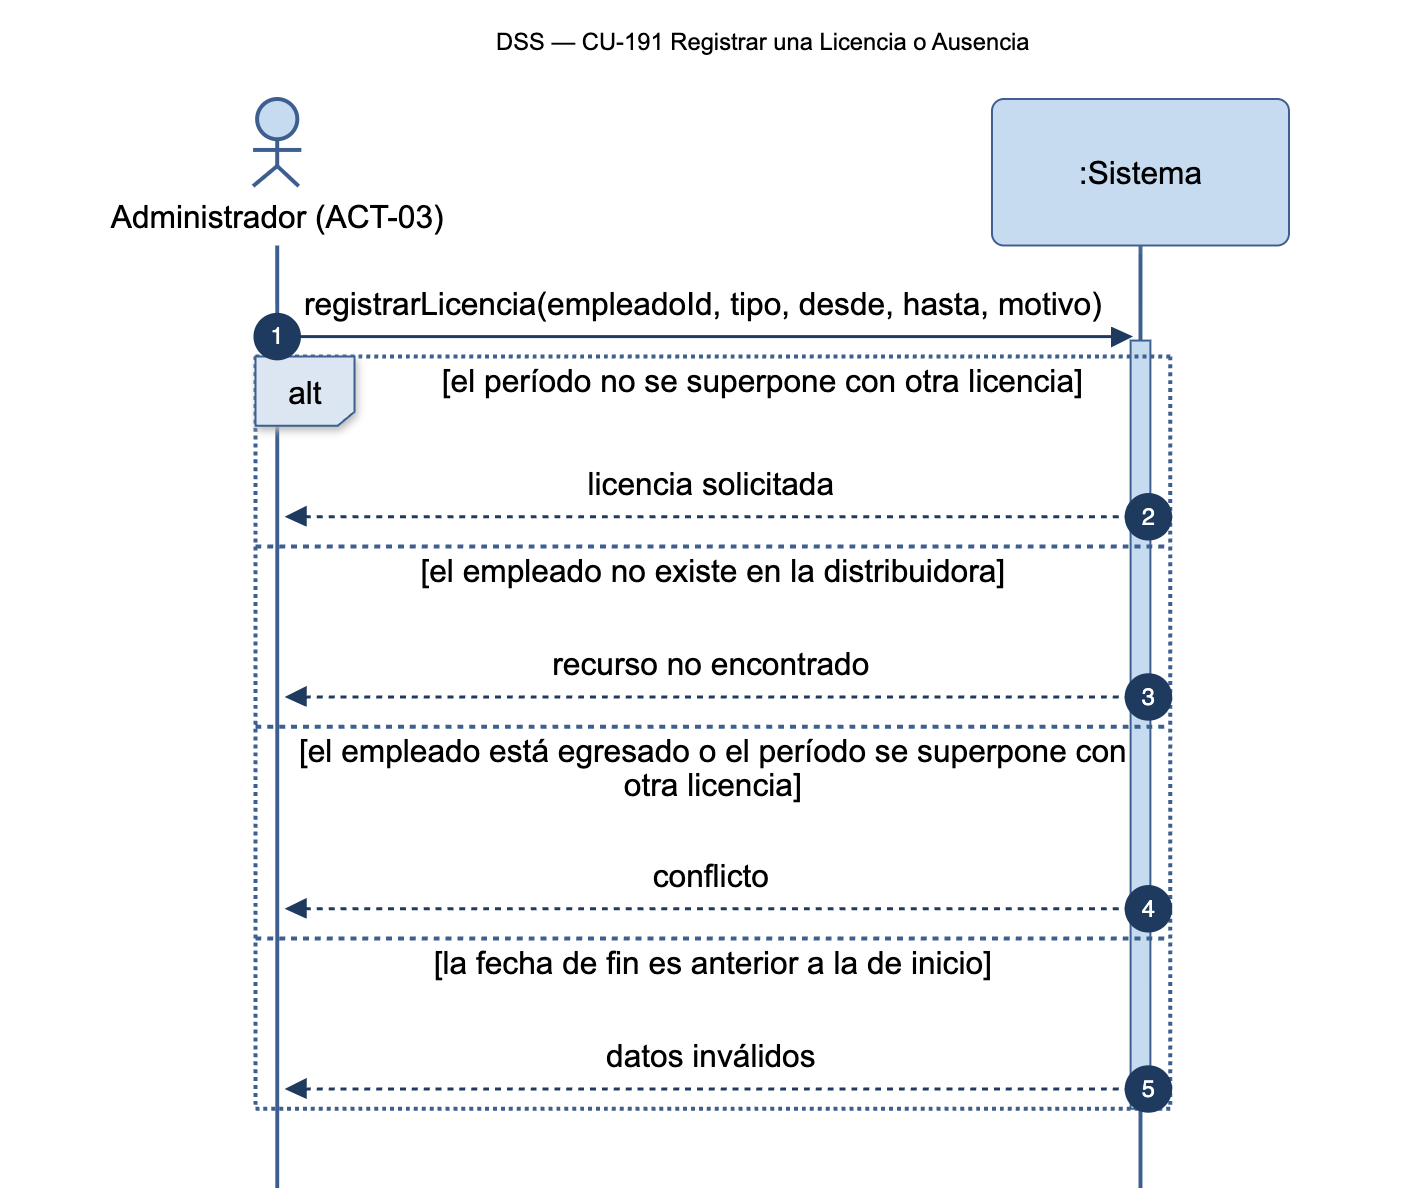 DSS — CU-191 Registrar una Licencia o Ausencia
Administrador (ACT-03)
:Sistema
registrarLicencia(empleadoId, tipo, desde, hasta, motivo)
1
alt
[el período no se superpone con otra licencia]
licencia solicitada
2
[el empleado no existe en la distribuidora]
recurso no encontrado
3
[el empleado está egresado o el período se superpone con
otra licencia]
conflicto
4
[la fecha de fin es anterior a la de inicio]
datos inválidos
5